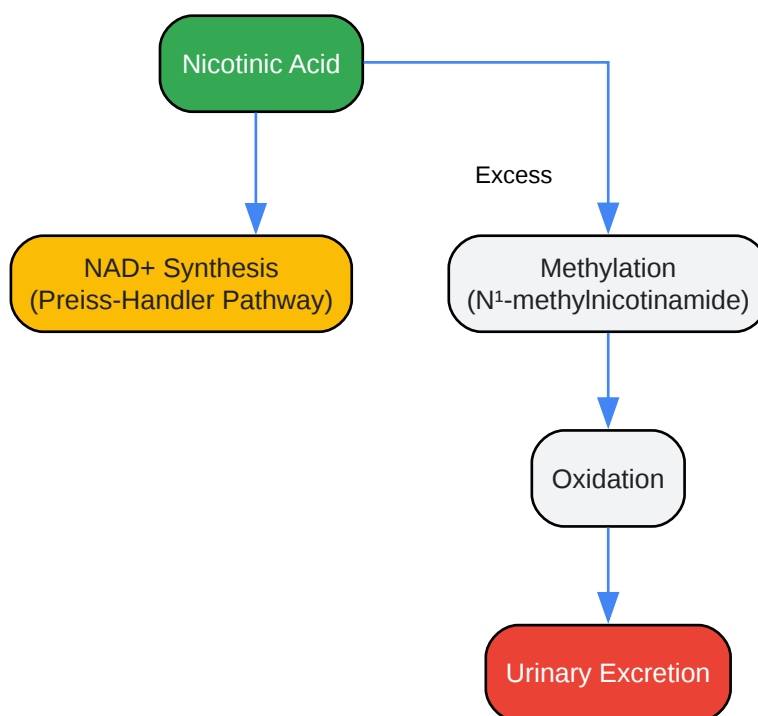 Nicotinic Acid
Excess
NAD+ Synthesis
(Preiss-Handler Pathway)
Methylation
(N¹-methylnicotinamide)
Oxidation
Urinary Excretion